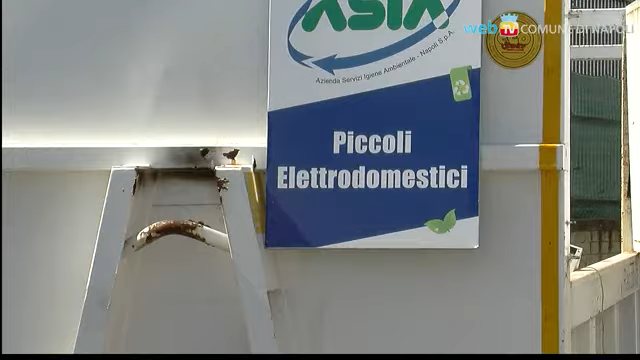 web TV COMUNE DI NAPOLI
ASIA
Azienda Servizi Igiene Ambientale - Napoli S.p.A.
Piccoli
Elettrodomestici